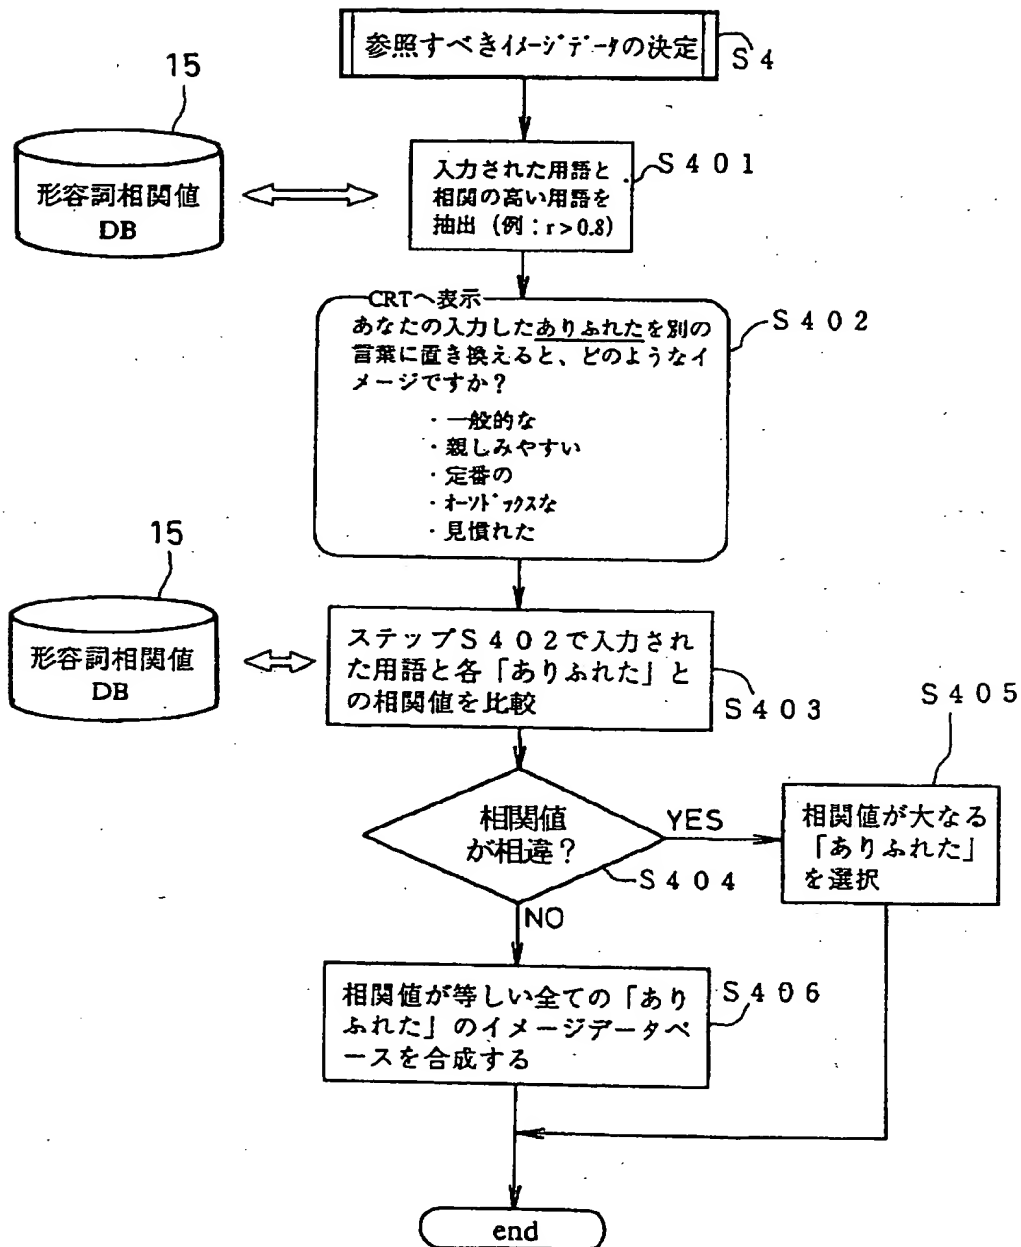 参照すべきイメージデータの決定
S4
15
形容詞相関値
DB
入力された用語と
相関の高い用語を
抽出（例：r＞0.8）
S401
CRTへ表示
あなたの入力したありふれたを別の
言葉に置き換えると、どのようなイ
メージですか？
・一般的な
・親しみやすい
・定番の
・オーソドックスな
・見慣れた
S402
15
形容詞相関値
DB
ステップS402で入力され
た用語と各「ありふれた」と
の相関値を比較
S403
相関値
が相違？
S404
YES
S405
相関値が大なる
「ありふれた」
を選択
NO
相関値が等しい全ての「あり
ふれた」のイメージデータベ
ースを合成する
S406
end